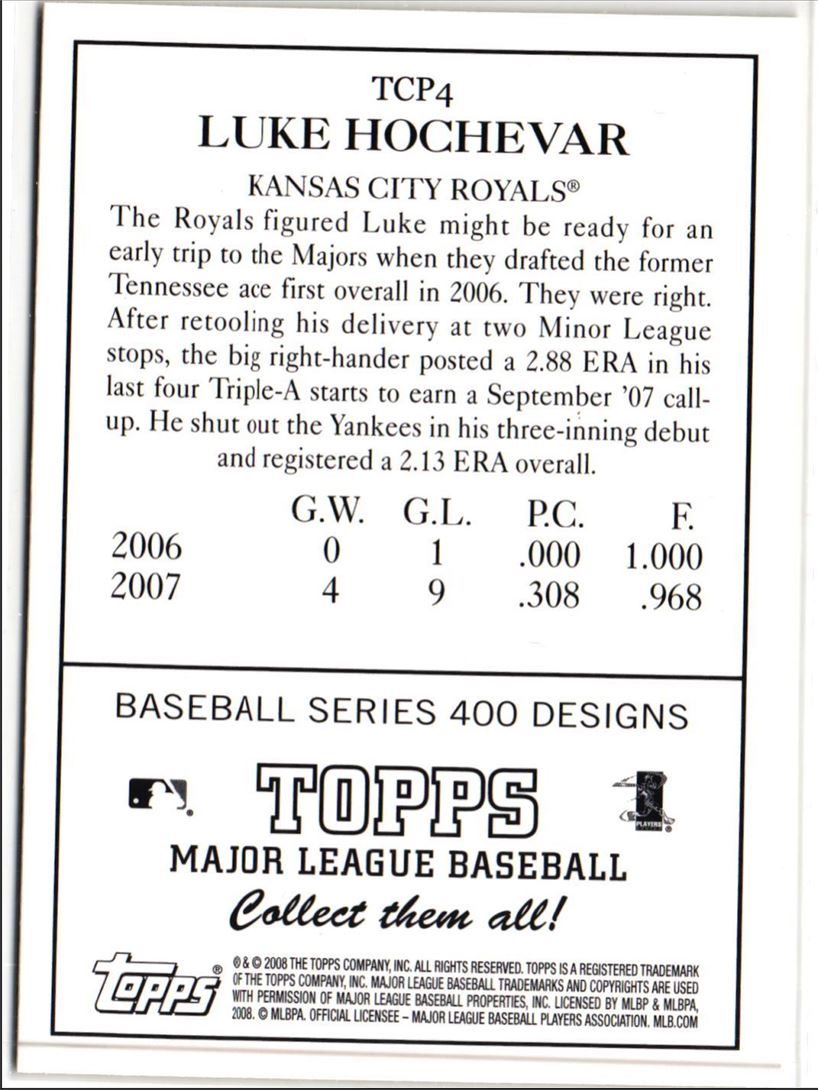 TCP4
LUKE HOCHEVAR
KANSAS CITY ROYALS®
The Royals figured Luke might be ready for an
early trip to the Majors when they drafted the former
Tennessee ace first overall in 2006. They were right.
After retooling his delivery at two Minor League
stops, the big right-hander posted a 2.88 ERA in his
last four Triple-A starts to earn a September '07 call-
up. He shut out the Yankees in his three-inning debut
and registered a 2.13 ERA overall.
G.W. G.L. P.C. F.
2006 0 1 .000 1.000
2007 4 9 .308 .968
BASEBALL SERIES 400 DESIGNS
TOPPS
PLAYERS
MAJOR LEAGUE BASEBALL
Collect them all!
Topps®
® & © 2008 THE TOPPS COMPANY, INC. ALL RIGHTS RESERVED. TOPPS IS A REGISTERED TRADEMARK
OF THE TOPPS COMPANY, INC. MAJOR LEAGUE BASEBALL TRADEMARKS AND COPYRIGHTS ARE USED
WITH PERMISSION OF MAJOR LEAGUE BASEBALL PROPERTIES, INC. LICENSED BY MLBP & MLBPA,
2008. © MLBPA. OFFICIAL LICENSEE – MAJOR LEAGUE BASEBALL PLAYERS ASSOCIATION. MLB.COM